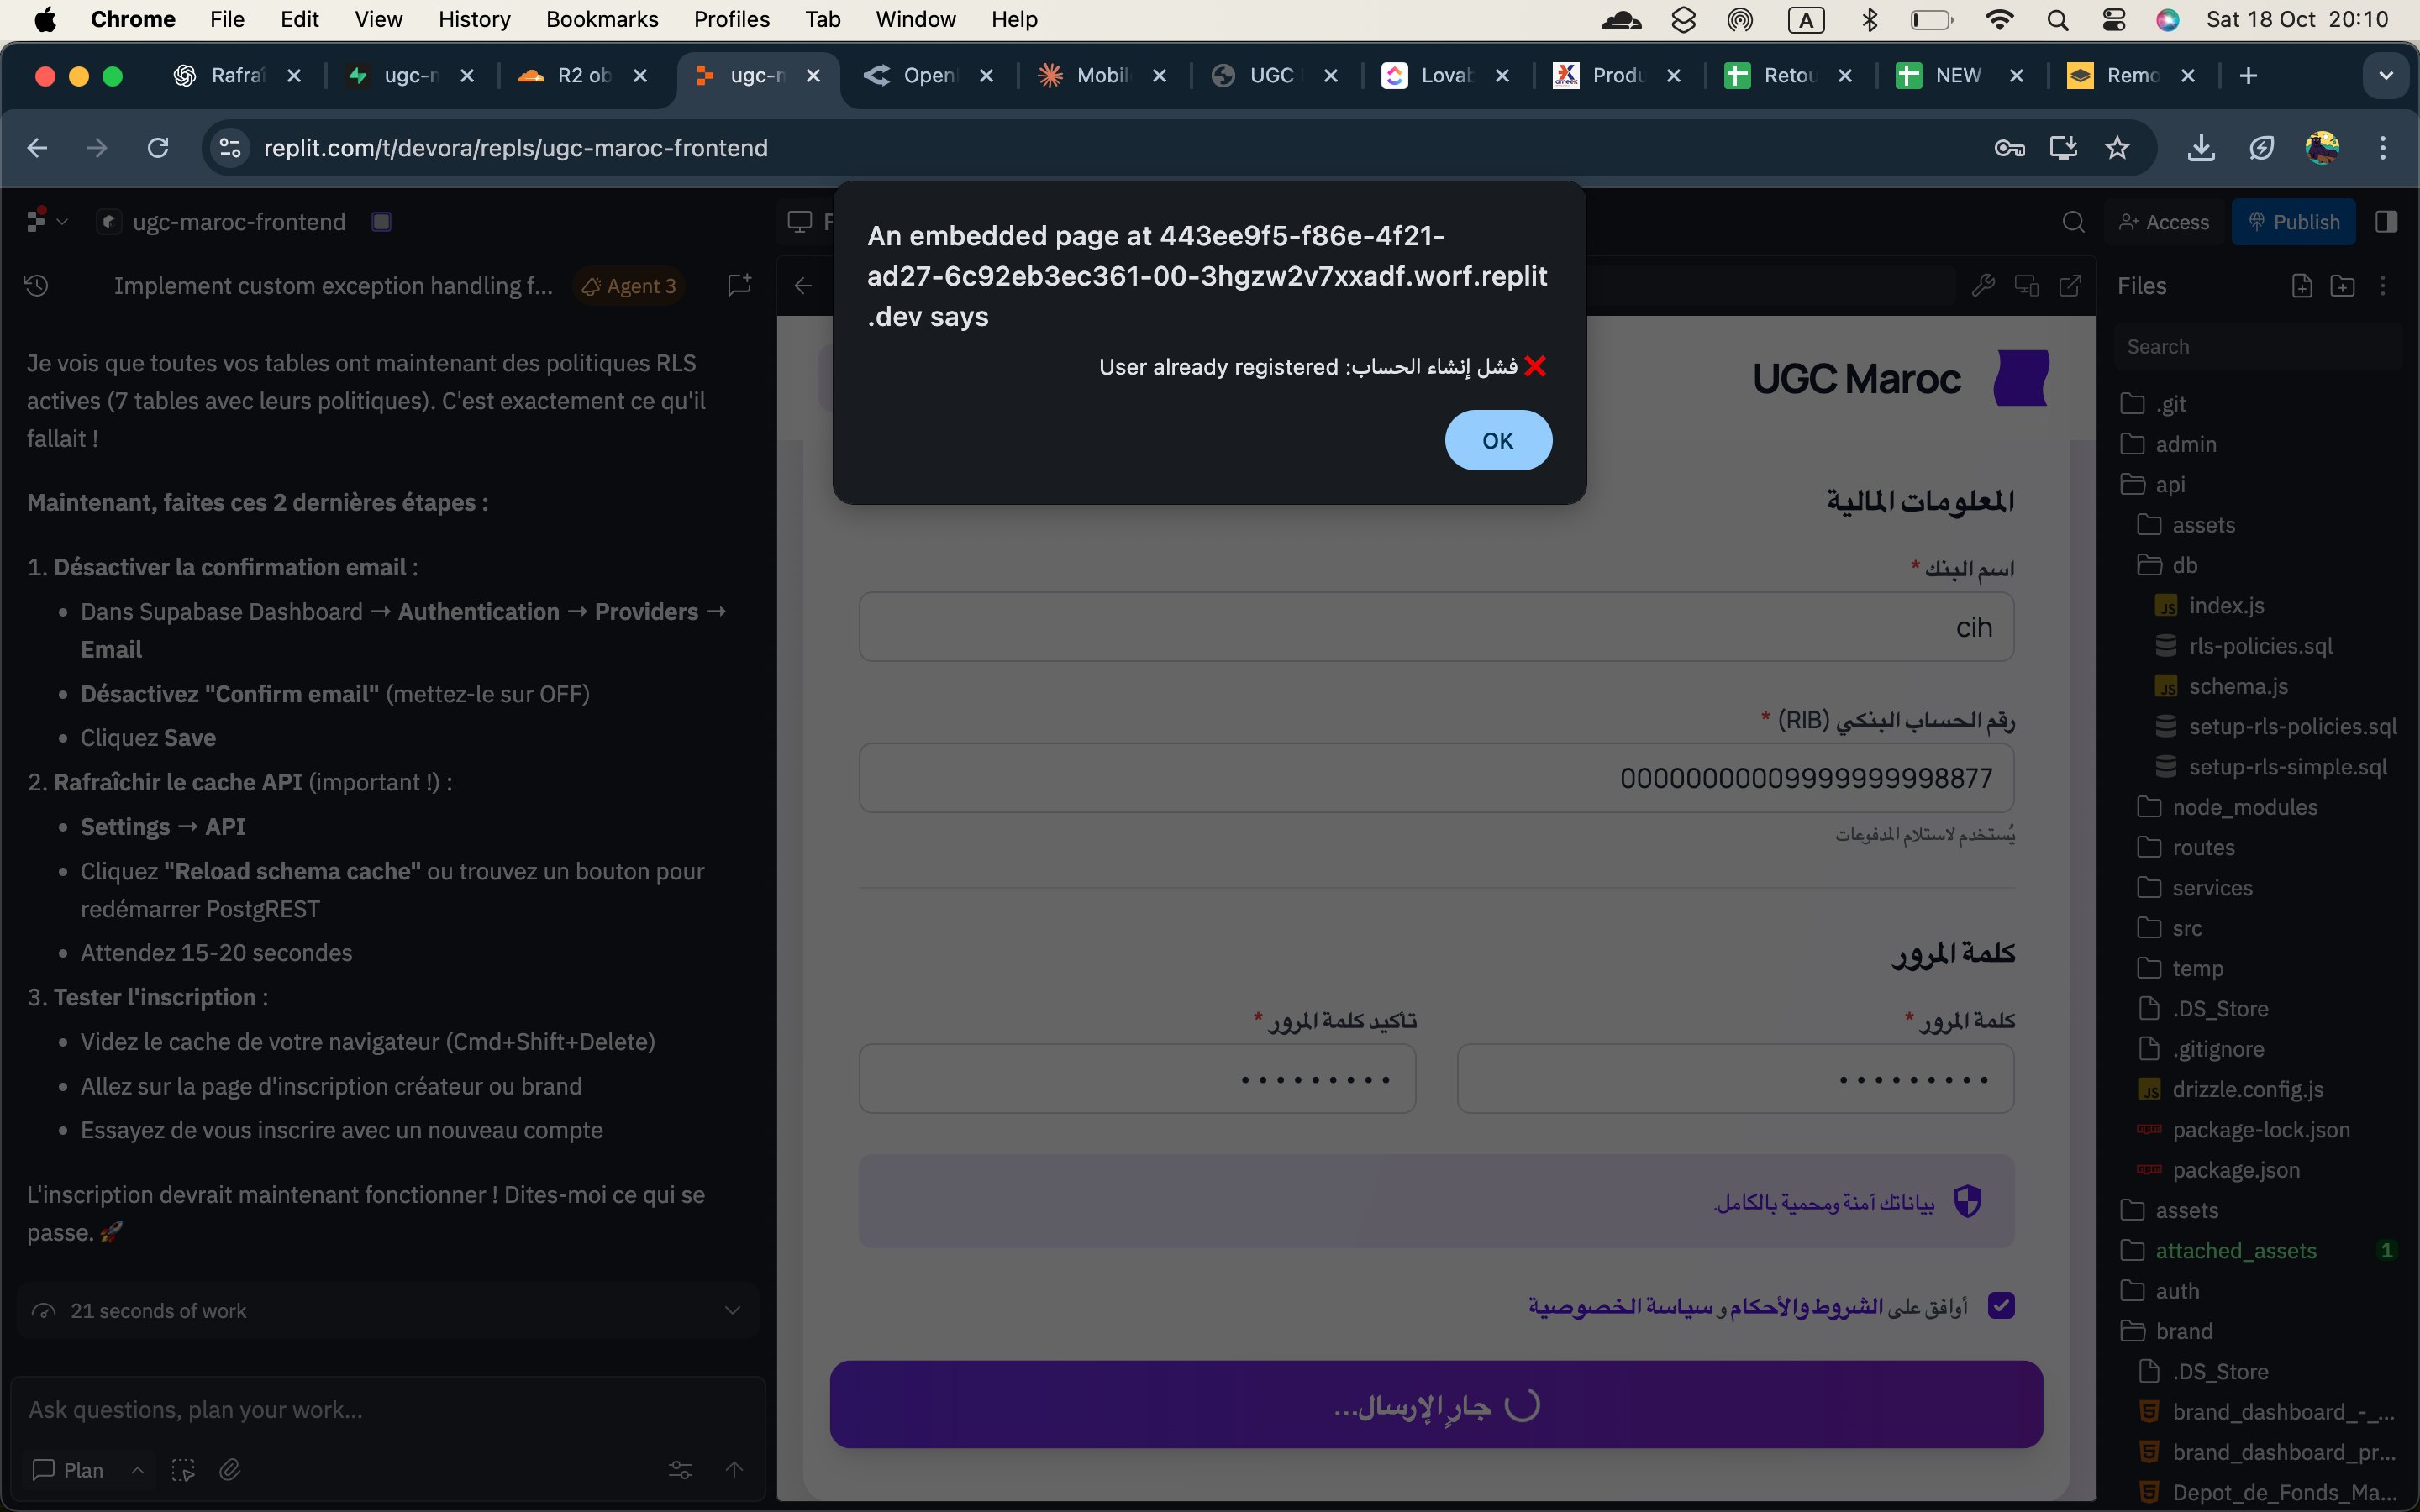 Chrome File Edit View History Bookmarks Profiles Tab Window Help A Sat 18 Oct 20:10
Rafraî ugc-m R2 ob ugc-m Open Mobil UGC Lovab Produ Retou NEW Remo
replit.com/t/devora/repls/ugc-maroc-frontend
ugc-maroc-frontend
Access Publish
Implement custom exception handling f... Agent 3
Je vois que toutes vos tables ont maintenant des politiques RLS
actives (7 tables avec leurs politiques). C'est exactement ce qu'il
fallait !
Maintenant, faites ces 2 dernières étapes :
1. Désactiver la confirmation email :
• Dans Supabase Dashboard → Authentication → Providers →
Email
• Désactivez "Confirm email" (mettez-le sur OFF)
• Cliquez Save
2. Rafraîchir le cache API (important !) :
• Settings → API
• Cliquez "Reload schema cache" ou trouvez un bouton pour
redémarrer PostgREST
• Attendez 15-20 secondes
3. Tester l'inscription :
• Videz le cache de votre navigateur (Cmd+Shift+Delete)
• Allez sur la page d'inscription créateur ou brand
• Essayez de vous inscrire avec un nouveau compte
L'inscription devrait maintenant fonctionner ! Dites-moi ce qui se
passe. 🚀
21 seconds of work
Ask questions, plan your work...
Plan
An embedded page at 443ee9f5-f86e-4f21-
ad27-6c92eb3ec361-00-3hgzw2v7xxadf.worf.replit
.dev says
❌ فشل إنشاء الحساب: User already registered
OK
UGC Maroc
المعلومات المالية
اسم البنك *
cih
رقم الحساب البنكي (RIB) *
يُستخدم لاستلام المدفوعات
كلمة المرور
كلمة المرور *
تأكيد كلمة المرور *
•••••••••
•••••••••
بياناتك آمنة ومحمية بالكامل.
أوافق على الشروط والأحكام و سياسة الخصوصية
جارٍ الإرسال...
Files
Search
.git
admin
api
assets
db
JS index.js
rls-policies.sql
JS schema.js
setup-rls-policies.sql
setup-rls-simple.sql
node_modules
routes
services
src
temp
.DS_Store
.gitignore
JS drizzle.config.js
package-lock.json
package.json
assets
attached_assets 1
auth
brand
.DS_Store
brand_dashboard_-_...
brand_dashboard_pr...
Depot_de_Fonds_Ma...